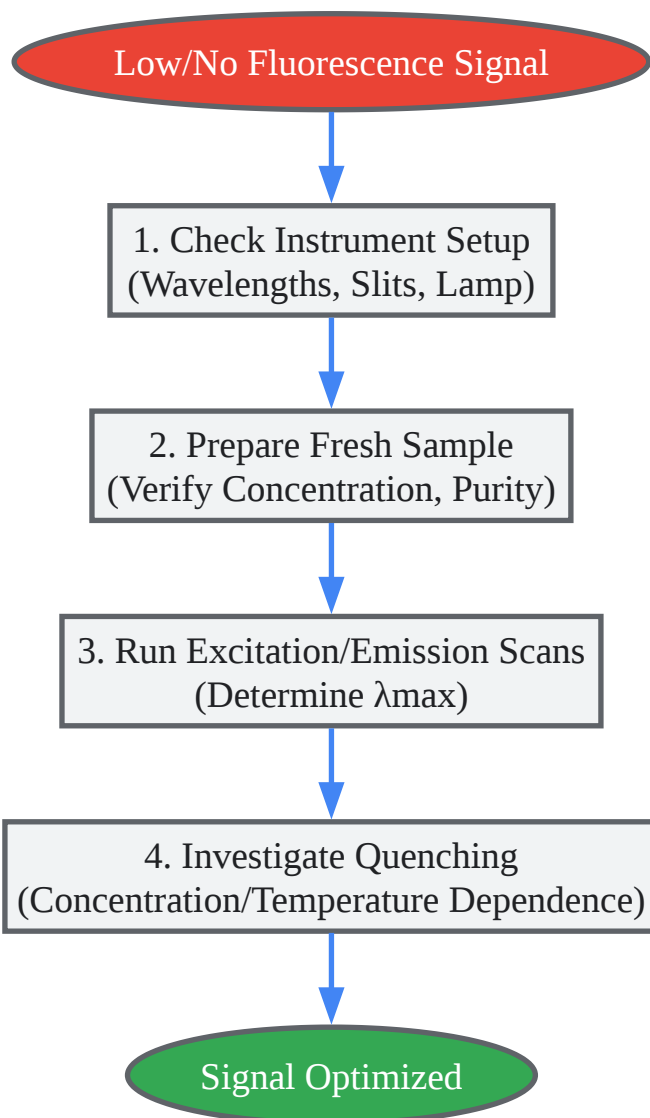 Low/No Fluorescence Signal
1. Check Instrument Setup
(Wavelengths, Slits, Lamp)
2. Prepare Fresh Sample
(Verify Concentration, Purity)
3. Run Excitation/Emission Scans
(Determine λmax)
4. Investigate Quenching
(Concentration/Temperature Dependence)
Signal Optimized